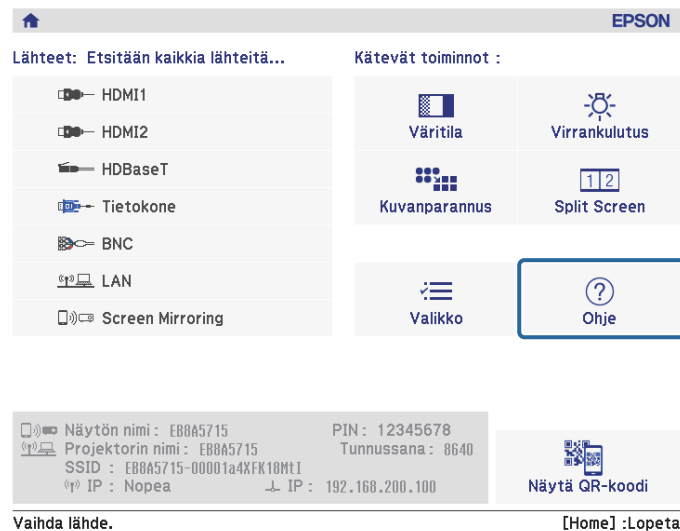 EPSON
Lähteet: Etsitään kaikkia lähteitä...
HDMI1
HDMI2
HDBaseT
Tietokone
BNC
LAN
Screen Mirroring
Kätevät toiminnot :
Väritila
Virrankulutus
Kuvanparannus
1 2
Split Screen
Valikko
?
Ohje
Näytön nimi : EB8A5715 PIN : 12345678
Projektorin nimi : EB8A5715 Tunnussana : 8640
SSID : EB8A5715-00001a4XFK18MtI
IP : Nopea IP : 192.168.200.100
Näytä QR-koodi
Vaihda lähde. [Home] :Lopeta